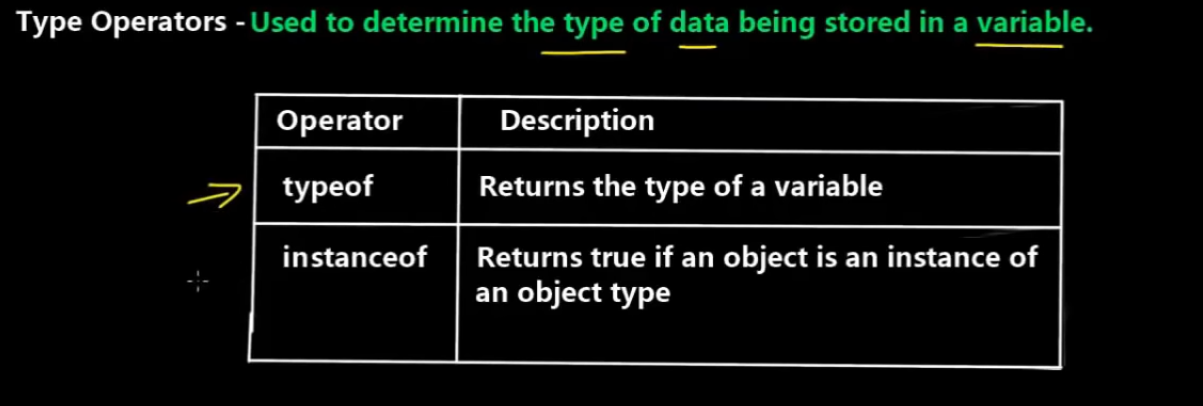 Type Operators - Used to determine the type of data being stored in a variable.
Operator Description
typeof Returns the type of a variable
instanceof Returns true if an object is an instance of
an object type